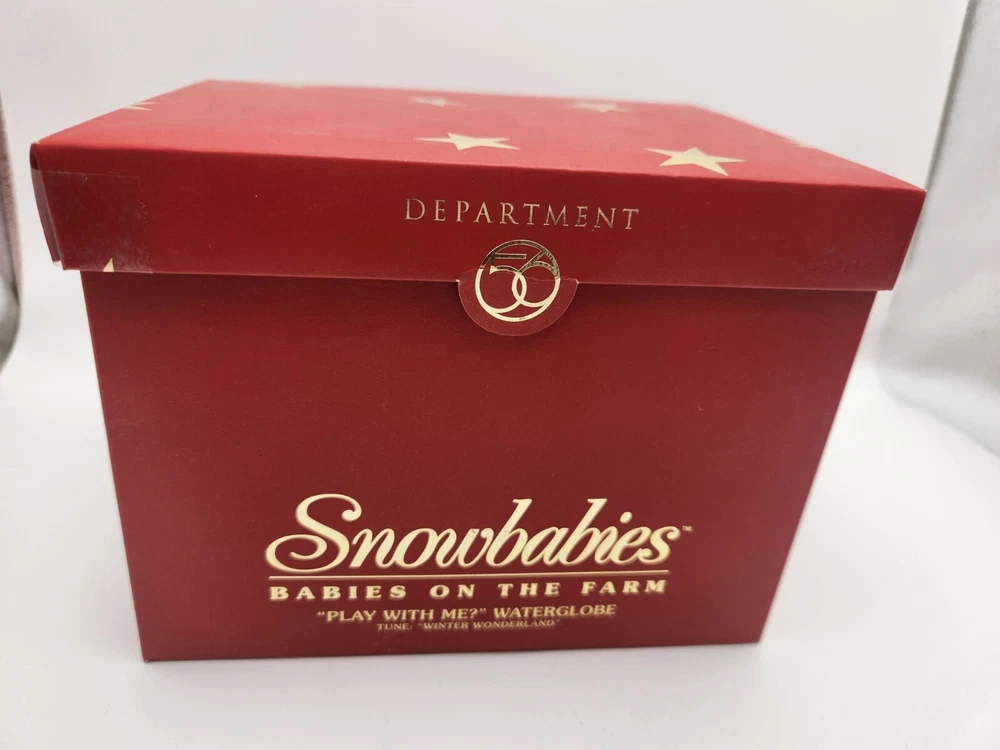 DEPARTMENT
56
Snowbabies™
BABIES ON THE FARM
"PLAY WITH ME?" WATERGLOBE
TUNE: "WINTER WONDERLAND"